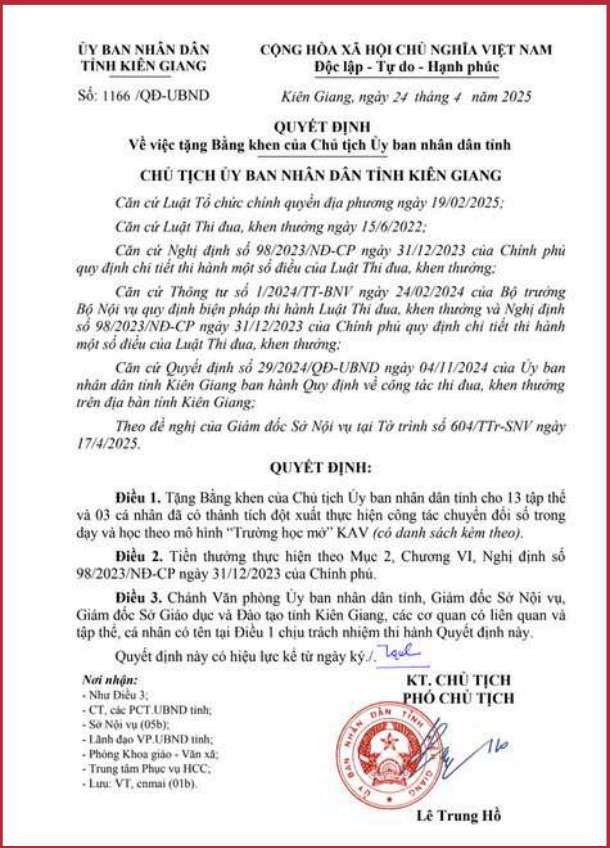 ỦY BAN NHÂN DÂN
TỈNH KIÊN GIANG
CỘNG HÒA XÃ HỘI CHỦ NGHĨA VIỆT NAM
Độc lập - Tự do - Hạnh phúc
Số: 1166 /QĐ-UBND
Kiên Giang, ngày 24 tháng 4 năm 2025
QUYẾT ĐỊNH
Về việc tặng Bằng khen của Chủ tịch Ủy ban nhân dân tỉnh
CHỦ TỊCH ỦY BAN NHÂN DÂN TỈNH KIÊN GIANG
Căn cứ Luật Tổ chức chính quyền địa phương ngày 19/02/2025;
Căn cứ Luật Thi đua, khen thưởng ngày 15/6/2022;
Căn cứ Nghị định số 98/2023/NĐ-CP ngày 31/12/2023 của Chính phủ
quy định chi tiết thi hành một số điều của Luật Thi đua, khen thưởng;
Căn cứ Thông tư số 1/2024/TT-BNV ngày 24/02/2024 của Bộ trưởng
Bộ Nội vụ quy định biện pháp thi hành Luật Thi đua, khen thưởng và Nghị định
số 98/2023/NĐ-CP ngày 31/12/2023 của Chính phủ quy định chi tiết thi hành
một số điều của Luật Thi đua, khen thưởng;
Căn cứ Quyết định số 29/2024/QĐ-UBND ngày 04/11/2024 của Ủy ban
nhân dân tỉnh Kiên Giang ban hành Quy định về công tác thi đua, khen thưởng
trên địa bàn tỉnh Kiên Giang;
Theo đề nghị của Giám đốc Sở Nội vụ tại Tờ trình số 604/TTr-SNV ngày
17/4/2025.
QUYẾT ĐỊNH:
Điều 1. Tặng Bằng khen của Chủ tịch Ủy ban nhân dân tỉnh cho 13 tập thể
và 03 cá nhân đã có thành tích đột xuất thực hiện công tác chuyển đổi số trong
dạy và học theo mô hình “Trường học mở” KAV (có danh sách kèm theo).
Điều 2. Tiền thưởng thực hiện theo Mục 2, Chương VI, Nghị định số
98/2023/NĐ-CP ngày 31/12/2023 của Chính phủ.
Điều 3. Chánh Văn phòng Ủy ban nhân dân tỉnh, Giám đốc Sở Nội vụ,
Giám đốc Sở Giáo dục và Đào tạo tỉnh Kiên Giang, các cơ quan có liên quan và
tập thể, cá nhân có tên tại Điều 1 chịu trách nhiệm thi hành Quyết định này.
Quyết định này có hiệu lực kể từ ngày ký./.
Nơi nhận:
- Như Điều 3;
- CT, các PCT.UBND tỉnh;
- Sở Nội vụ (05b);
- Lãnh đạo VP.UBND tỉnh;
- Phòng Khoa giáo - Văn xã;
- Trung tâm Phục vụ HCC;
- Lưu: VT, cnmai (01b).
KT. CHỦ TỊCH
PHÓ CHỦ TỊCH
Lê Trung Hồ